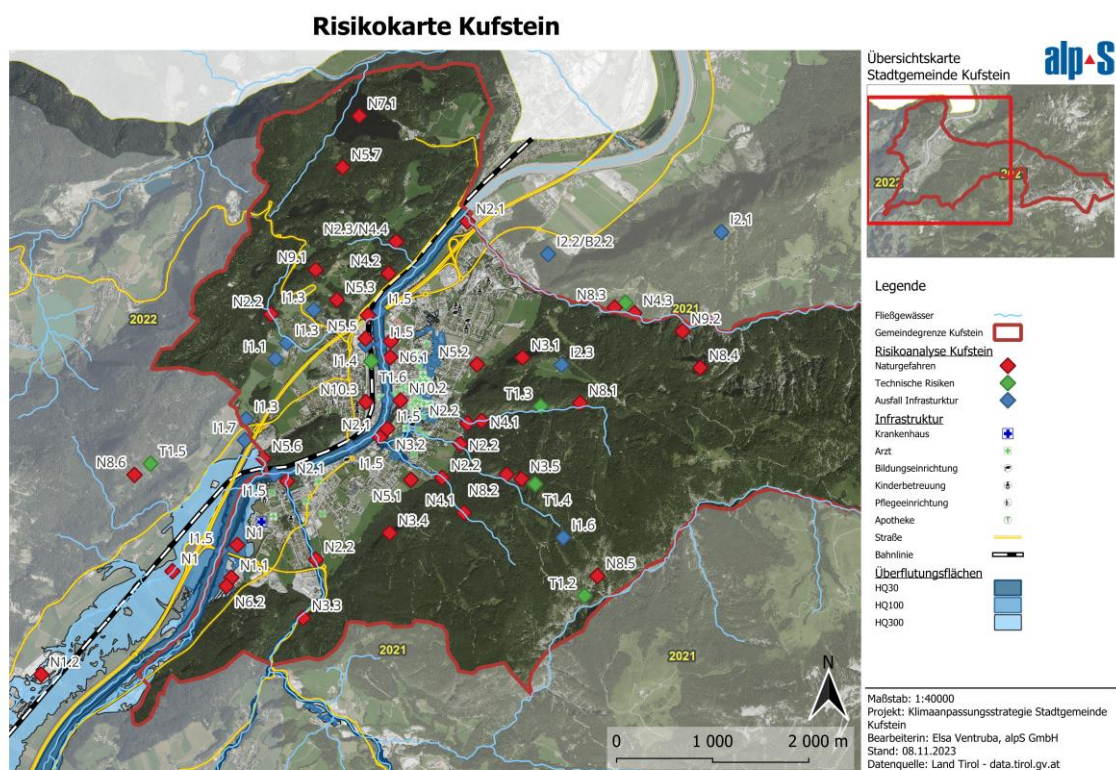 Risikokarte Kufstein
N7.1
N5.7
N2.1
N2.3/N4.4
I2.1
I2.2/B2.2
N9.1
N4.2
N5.3
I1.5
N8.3
N4.3
2021
2022
N2.2
I1.3
I1.3
N5.5
I1.5
N9.2
I1.1
I1.4
N6.1
N5.2
N3.1
I2.3
N8.4
T1.6
N10.3
N10.2
T1.3
N8.1
I1.3
N2.1
I1.5
N2.2
N4.1
I1.7
N3.2
N2.2
N5.6
T1.5
N8.6
I1.5
N2.1
N2.2
N3.5
I1.5
N5.1
N4.1
N8.2
T1.4
N3.4
I1.6
I1.5
N1
N1
N2.2
N1.1
N8.5
T1.2
N6.2
N3.3
N1.2
2021
2021
N
0
1 000
2 000 m
Übersichtskarte
Stadtgemeinde Kufstein
alpS
2022
202
Legende
Fließgewässer
Gemeindegrenze Kufstein
Risikoanalyse Kufstein
Naturgefahren
Technische Risiken
Ausfall Infrasturktur
Infrastruktur
Krankenhaus
Arzt
Bildungseinrichtung
Kinderbetreuung
Pflegeeinrichtung
Apotheke
Straße
Bahnlinie
Überflutungsflächen
HQ30
HQ100
HQ300
Maßstab: 1:40000
Projekt: Klimaanpassungsstrategie Stadtgemeinde
Kufstein
Bearbeiterin: Elsa Ventruba, alpS GmbH
Stand: 08.11.2023
Datenquelle: Land Tirol - data.tirol.gv.at